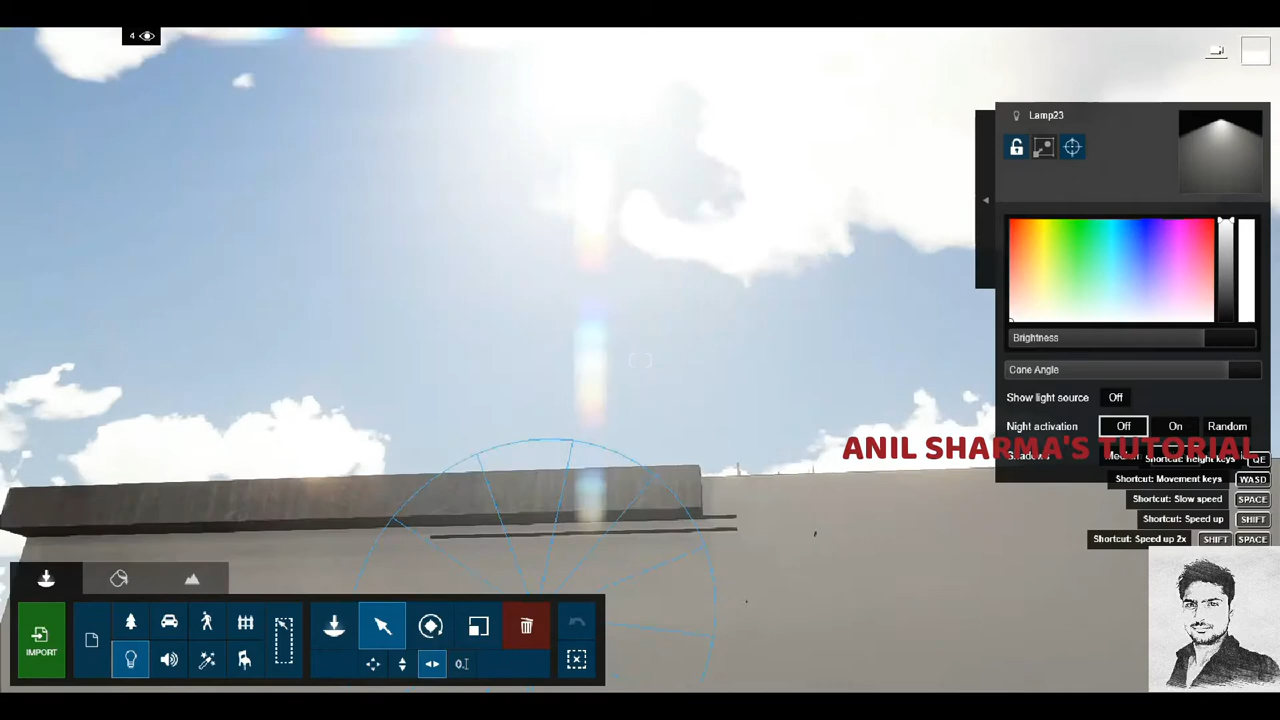 4
Lamp23
Brightness
Cone Angle
Show light source Off
Night activation Off On Random
ANIL SHARMA'S TUTORIAL
Shortcut: Height keys QE
Shortcut: Movement keys WASD
Shortcut: Slow speed SPACE
Shortcut: Speed up SHIFT
Shortcut: Speed up 2x SHIFT SPACE
IMPORT